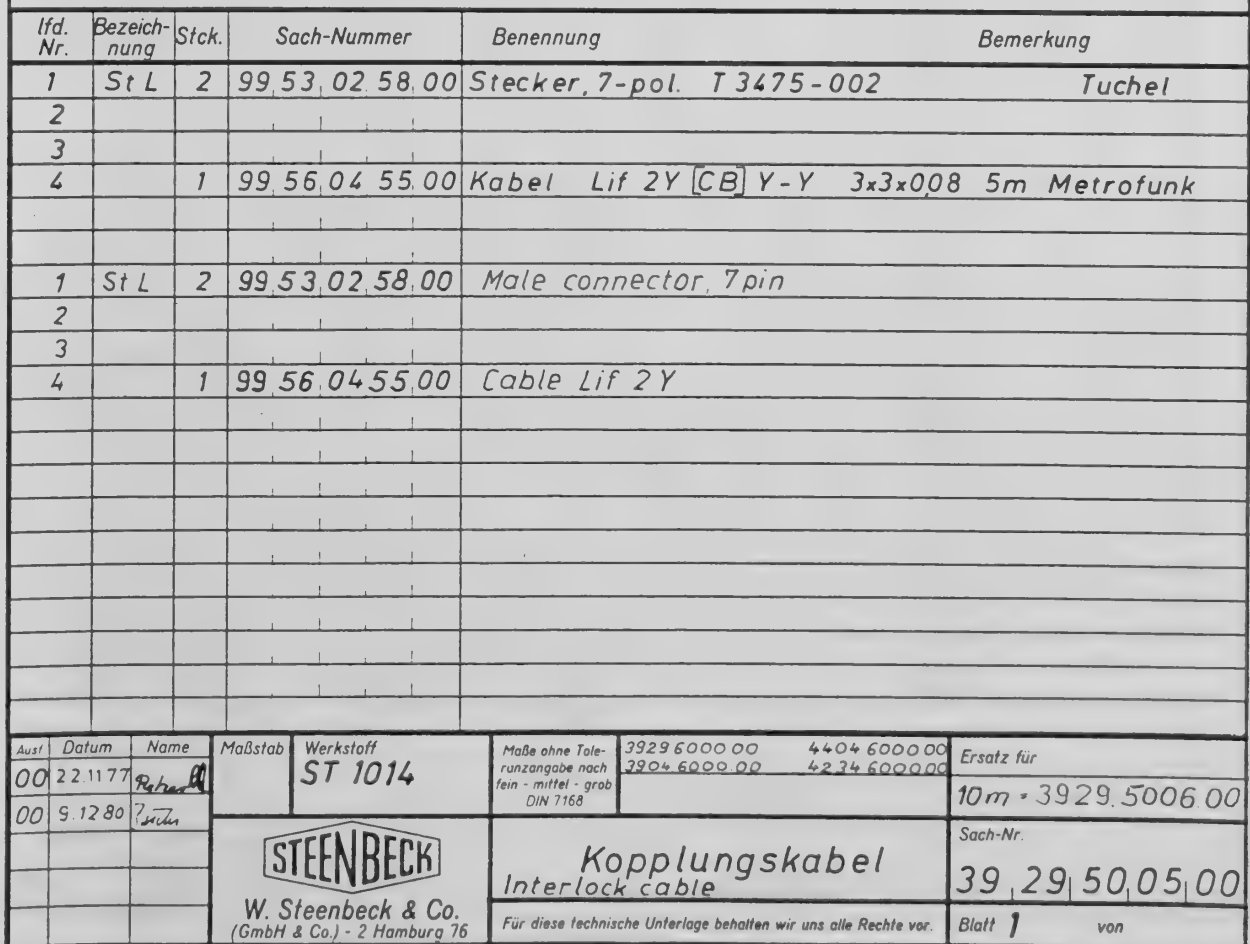 lfd. Nr. Bezeich-nung Stck. Sach-Nummer Benennung Bemerkung
1 St L 2 99,53,02.58,00 Stecker, 7-pol. T 3475-002 Tuchel
2
3
4 1 99,56,04 55,00 Kabel Lif 2Y [CB] Y-Y 3x3x0,08 5m Metrofunk
1 St L 2 99,53,02,58,00 Male connector, 7pin
2
3
4 1 99,56,04 55,00 Cable Lif 2Y
Ausf Datum Name Maßstab Werkstoff
ST 1014
00 22.11 77
00 9.12 80
Maße ohne Tole-
runzangabe nach
fein - mittel - grob
DIN 7168
3929 6000 00 4404 6000 00
3904 6000.00 4234 6000 00
Ersatz für
10m = 3929.5006.00
STEENBECK
W. Steenbeck & Co.
(GmbH & Co.) - 2 Hamburg 76
Kopplungskabel
Interlock cable
Für diese technische Unterlage behalten wir uns alle Rechte vor.
Sach-Nr.
39,29,50,05,00
Blatt 1 von